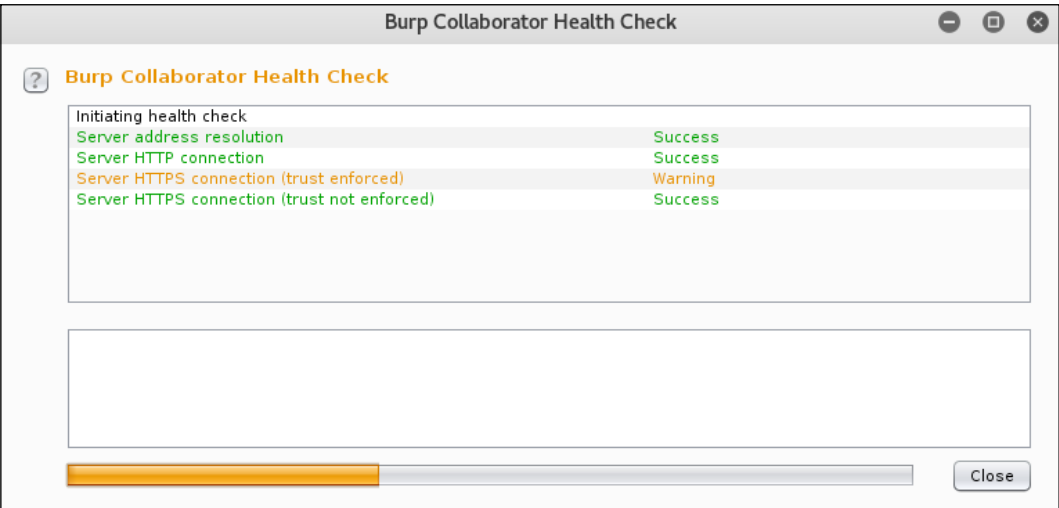 Burp Collaborator Health Check
?
Burp Collaborator Health Check
Initiating health check
Server address resolution Success
Server HTTP connection Success
Server HTTPS connection (trust enforced) Warning
Server HTTPS connection (trust not enforced) Success
Close